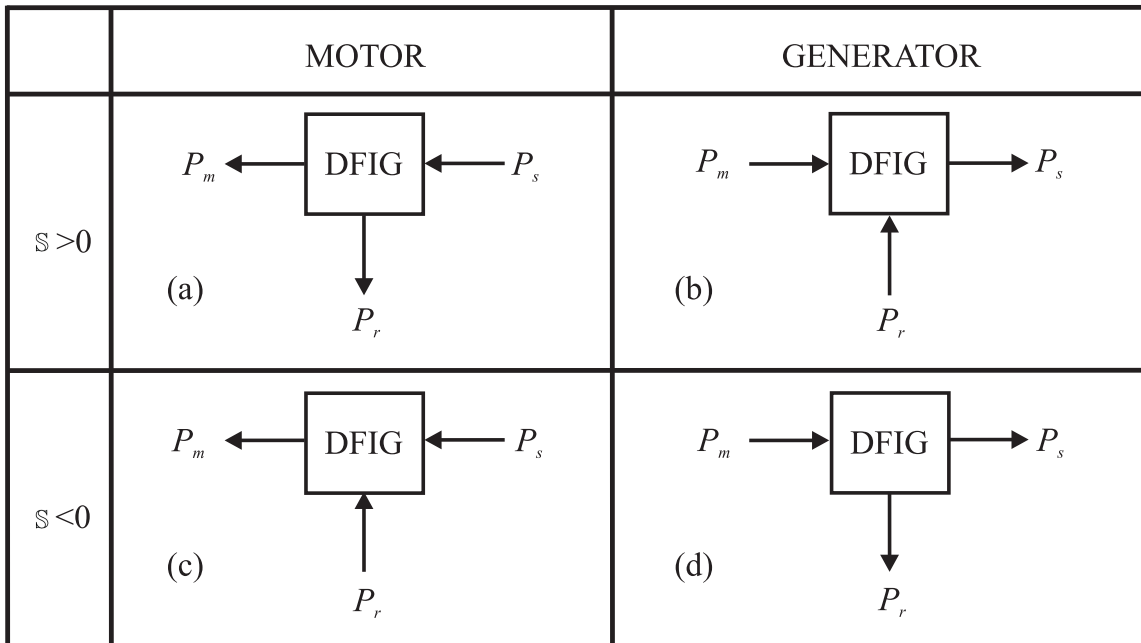 MOTOR GENERATOR
P_m DFIG P_s P_m DFIG P_s
𝕤 >0
(a) P_r (b) P_r
P_m DFIG P_s P_m DFIG P_s
𝕤 <0
(c) P_r (d) P_r